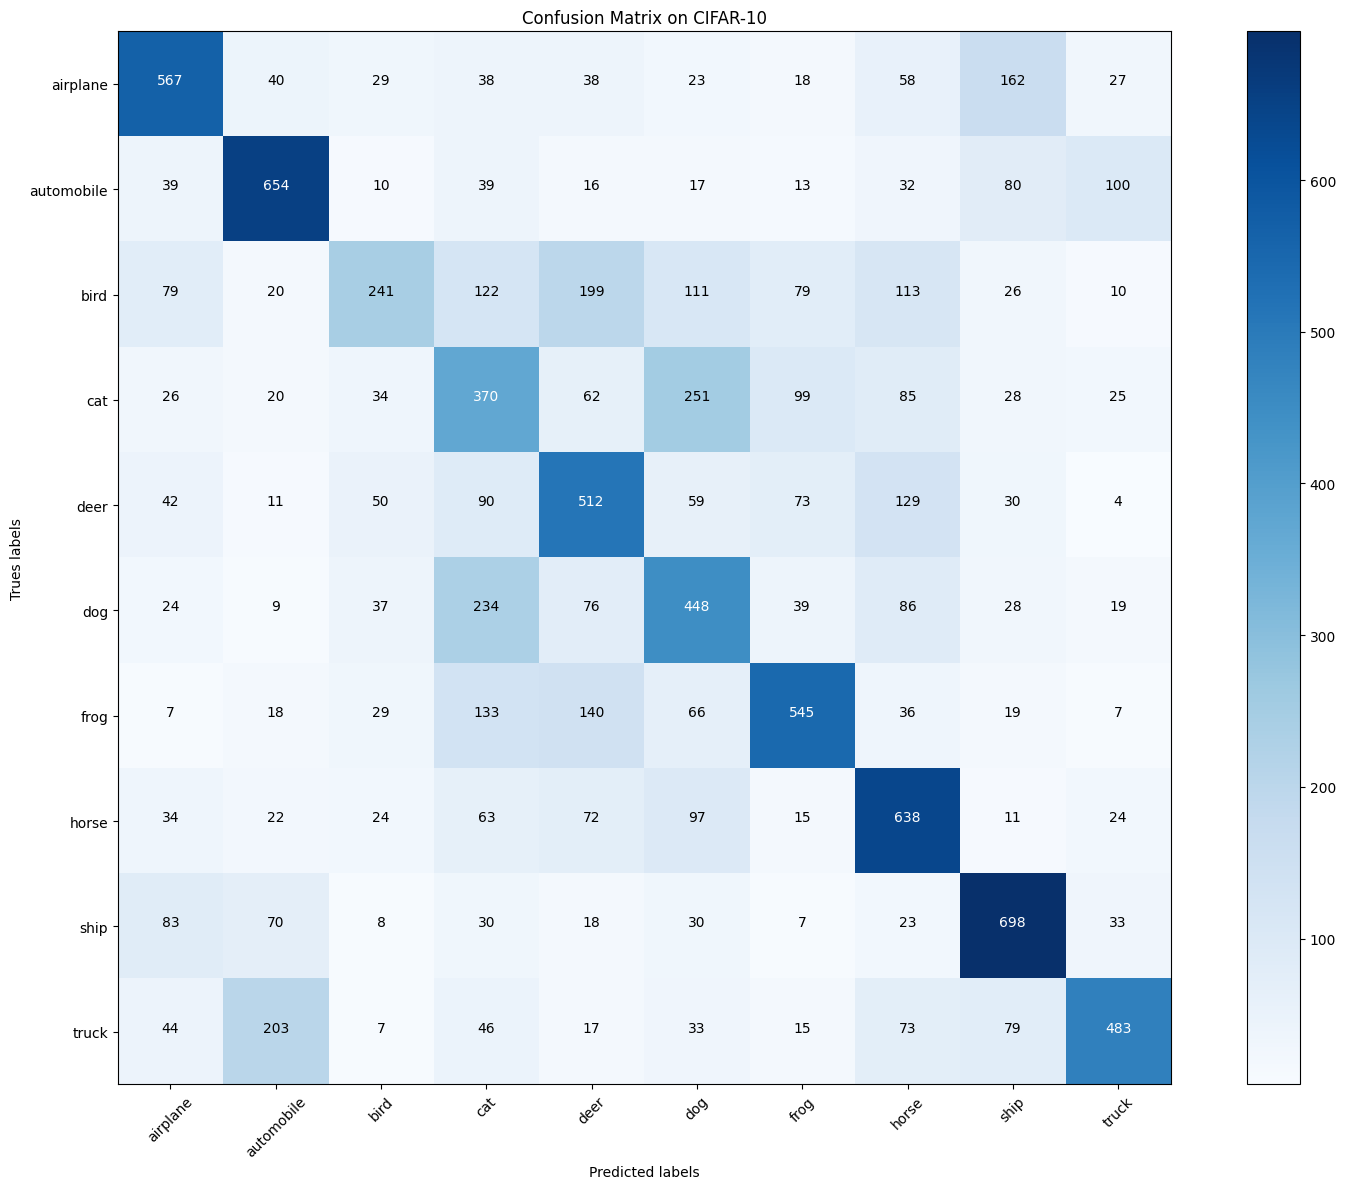 Confusion Matrix on CIFAR-10
airplane 567 40 29 38 38 23 18 58 162 27
automobile 39 654 10 39 16 17 13 32 80 100
bird 79 20 241 122 199 111 79 113 26 10
cat 26 20 34 370 62 251 99 85 28 25
deer 42 11 50 90 512 59 73 129 30 4
dog 24 9 37 234 76 448 39 86 28 19
frog 7 18 29 133 140 66 545 36 19 7
horse 34 22 24 63 72 97 15 638 11 24
ship 83 70 8 30 18 30 7 23 698 33
truck 44 203 7 46 17 33 15 73 79 483
airplane automobile bird cat deer dog frog horse ship truck
Predicted labels
Trues labels
600
500
400
300
200
100